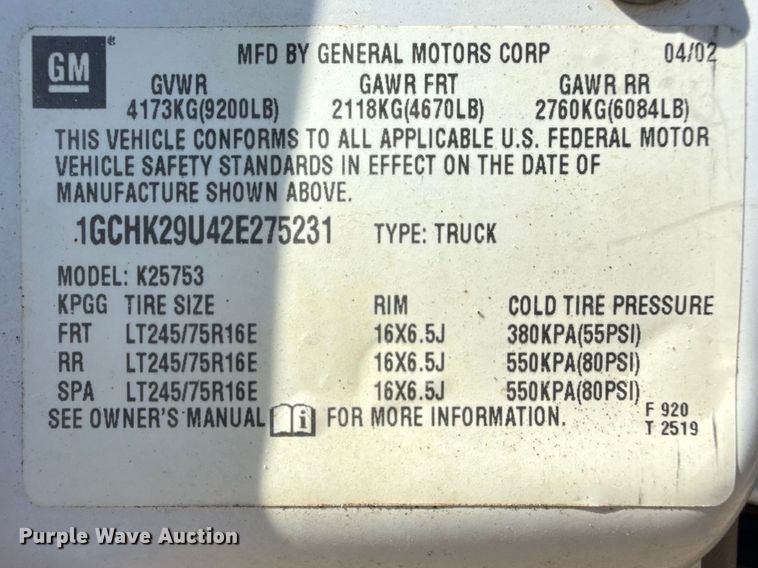 GM ® MFD BY GENERAL MOTORS CORP 04/02
GVWR GAWR FRT GAWR RR
4173KG(9200LB) 2118KG(4670LB) 2760KG(6084LB)
THIS VEHICLE CONFORMS TO ALL APPLICABLE U.S. FEDERAL MOTOR
VEHICLE SAFETY STANDARDS IN EFFECT ON THE DATE OF
MANUFACTURE SHOWN ABOVE.
1GCHK29U42E275231 TYPE: TRUCK
MODEL: K25753
KPGG TIRE SIZE RIM COLD TIRE PRESSURE
FRT LT245/75R16E 16X6.5J 380KPA(55PSI)
RR LT245/75R16E 16X6.5J 550KPA(80PSI)
SPA LT245/75R16E 16X6.5J 550KPA(80PSI)
SEE OWNER'S MANUAL i FOR MORE INFORMATION. F 920
T 2519
Purple Wave Auction